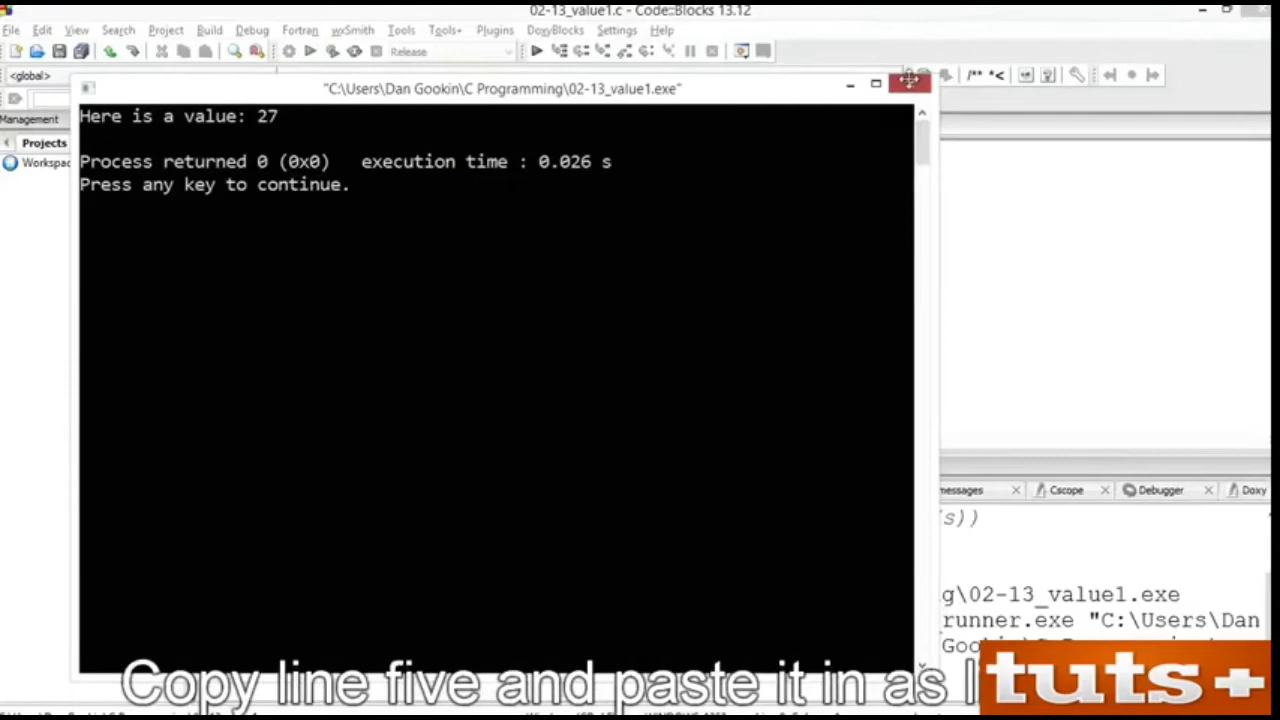 02-13_value1.c - Code::Blocks 13.12
File Edit View Search Project Build Debug Fortran wxSmith Tools Tools+ Plugins DoxyBlocks Settings Help
Release
<global>
/** *<
"C:\Users\Dan Gookin\C Programming\02-13_value1.exe"
Management
Projects
Workspac
Here is a value: 27
Process returned 0 (0x0) execution time : 0.026 s
Press any key to continue.
messages Cscope Debugger Doxy
s))
g\02-13_value1.exe
runner.exe "C:\Users\Dan
Copy line five and paste it in as l
tuts+